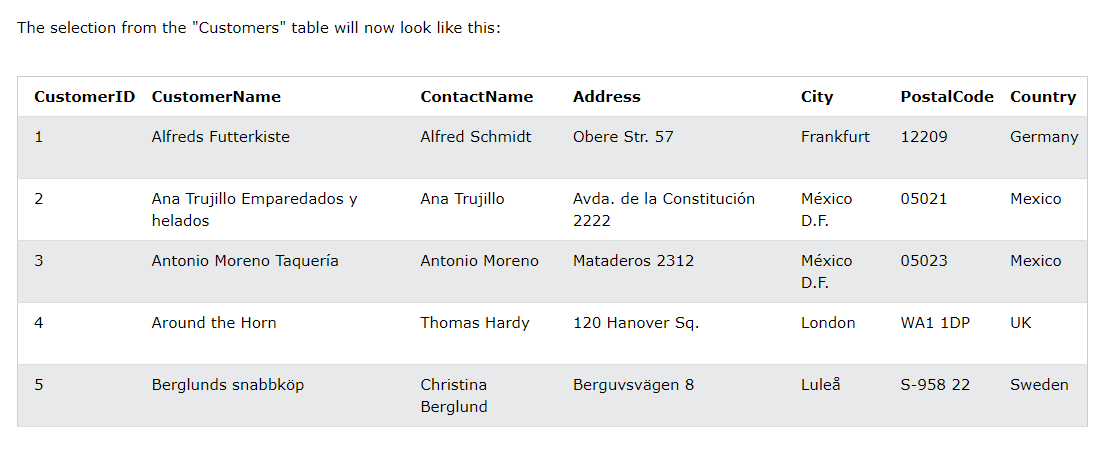 The selection from the "Customers" table will now look like this:
CustomerID CustomerName ContactName Address City PostalCode Country
1 Alfreds Futterkiste Alfred Schmidt Obere Str. 57 Frankfurt 12209 Germany
2 Ana Trujillo Emparedados y Ana Trujillo Avda. de la Constitución México 05021 Mexico
helados 2222 D.F.
3 Antonio Moreno Taquería Antonio Moreno Mataderos 2312 México 05023 Mexico
D.F.
4 Around the Horn Thomas Hardy 120 Hanover Sq. London WA1 1DP UK
5 Berglunds snabbköp Christina Berguvsvägen 8 Luleå S-958 22 Sweden
Berglund